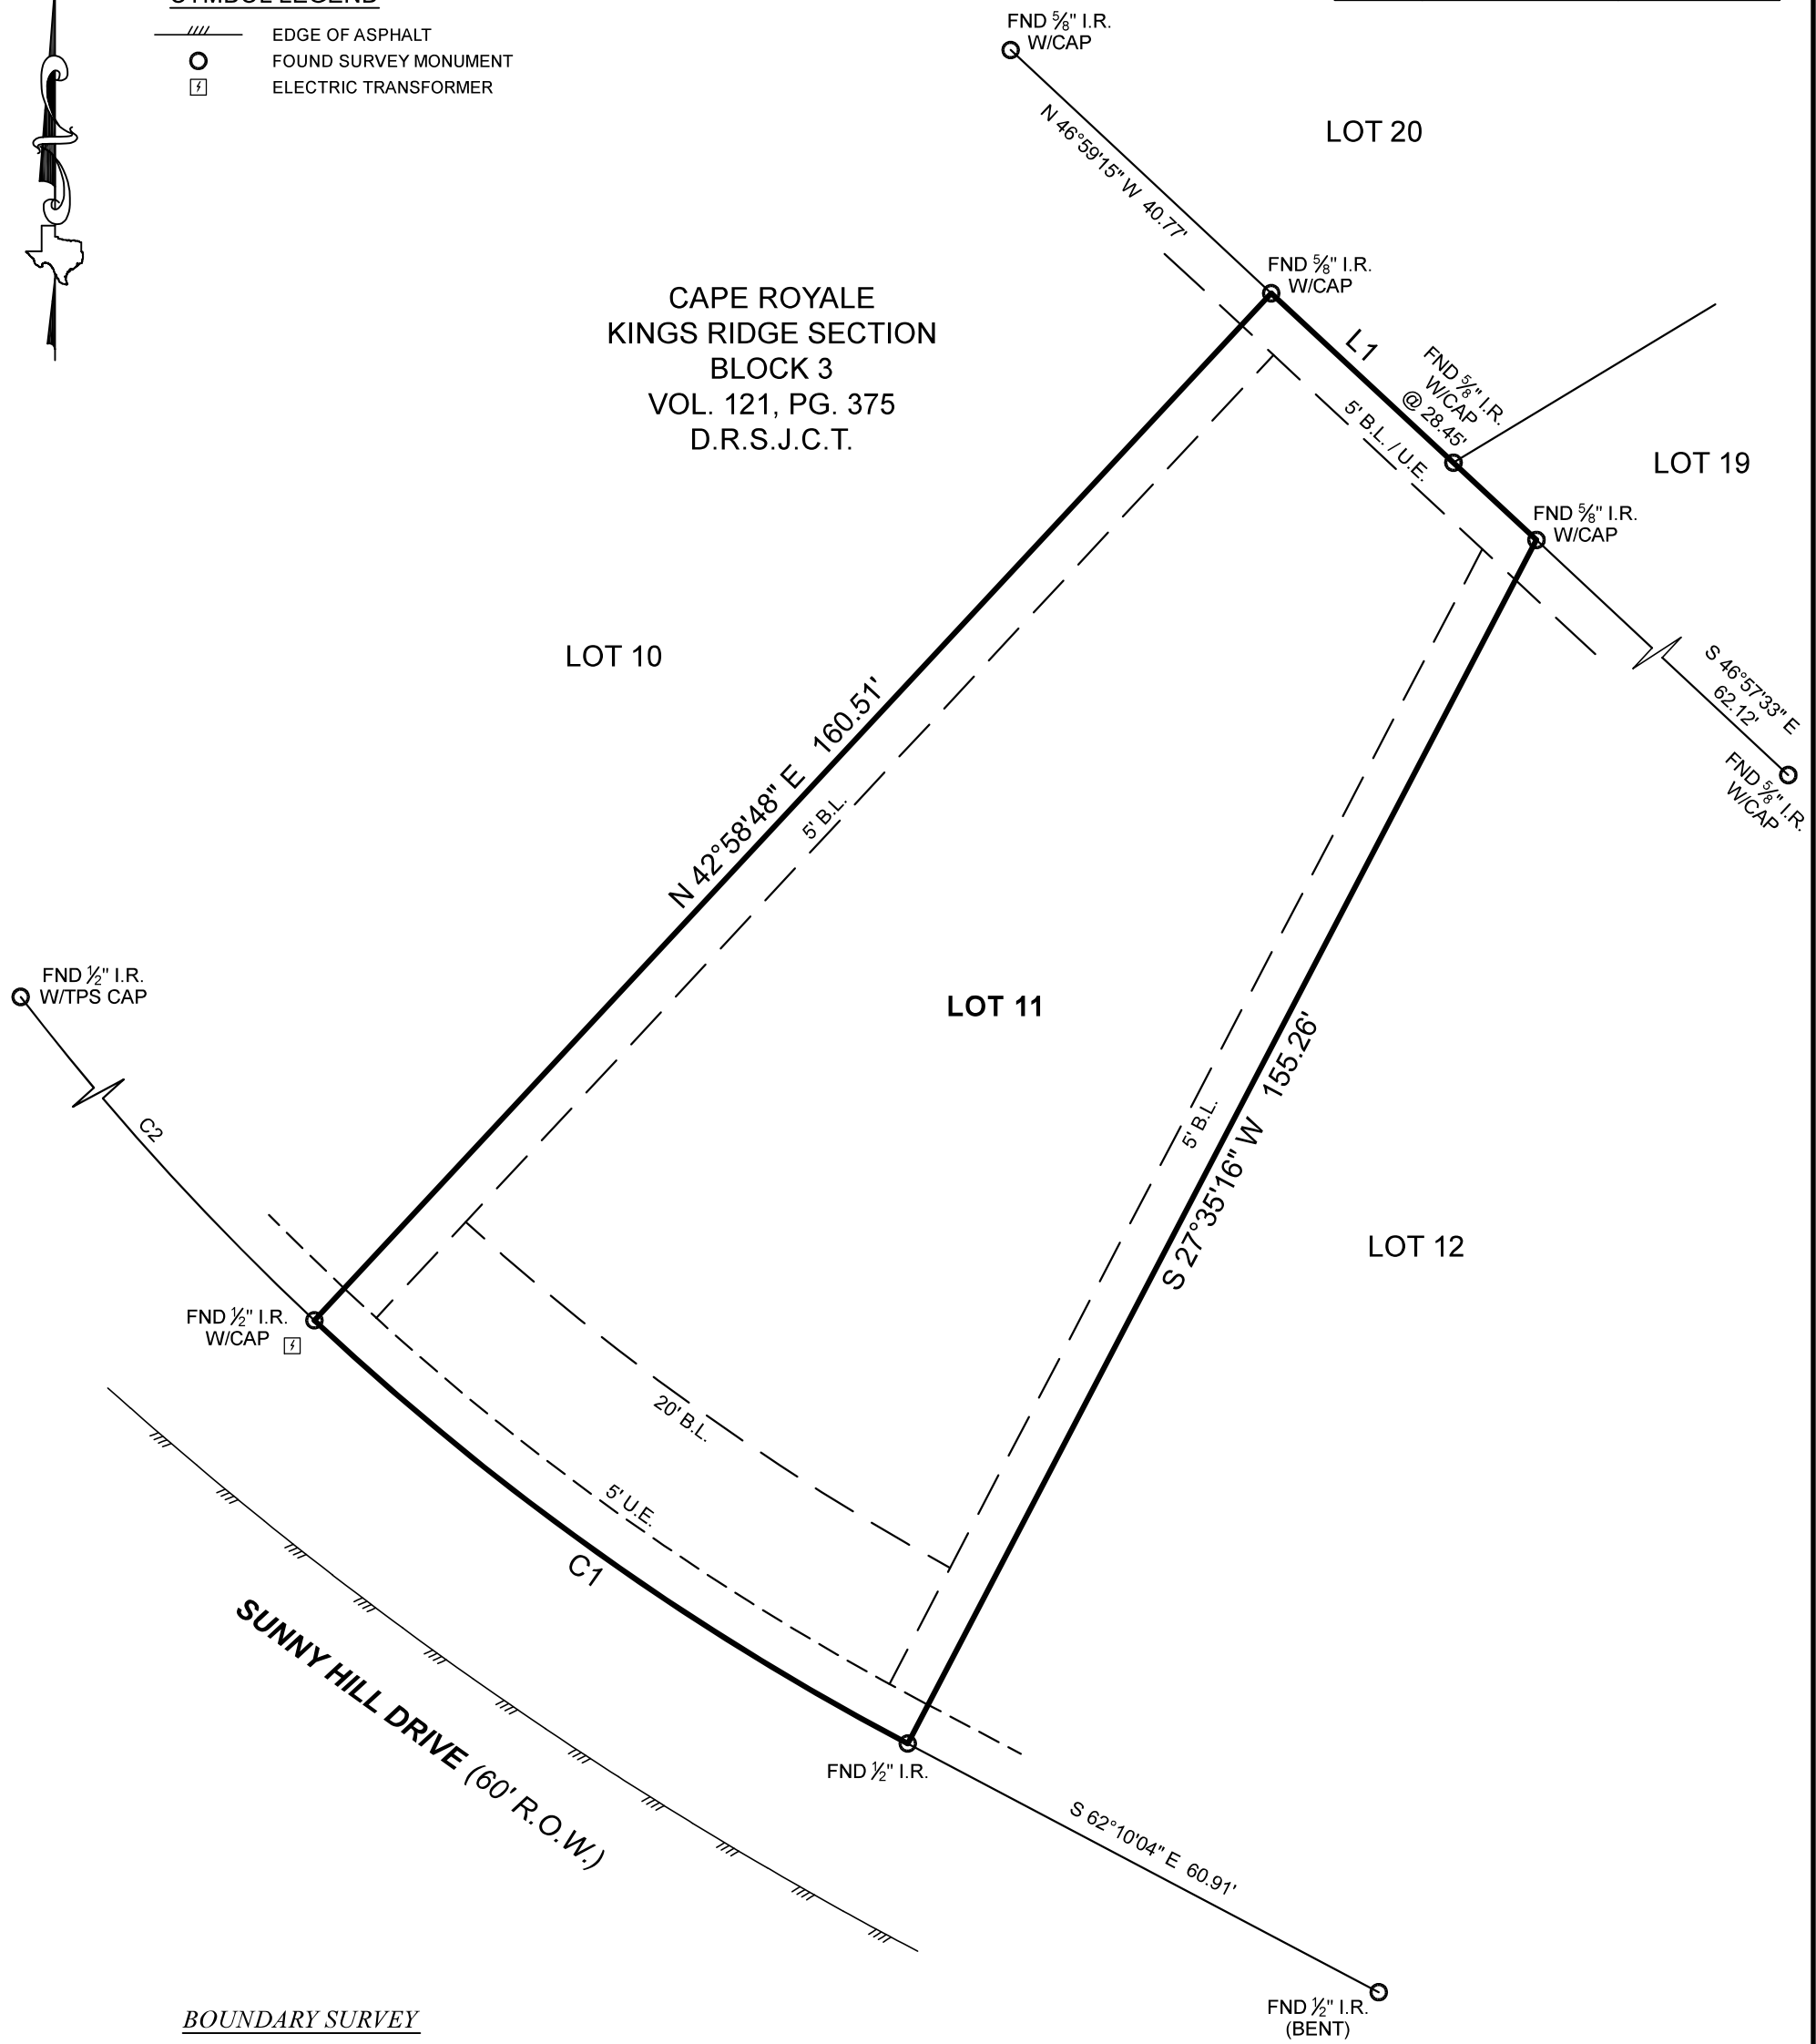 SYMBOL LEGEND
EDGE OF ASPHALT
FOUND SURVEY MONUMENT
ELECTRIC TRANSFORMER
FND 5/8" I.R.
W/CAP
LOT 20
N 46°59'15" W 40.77'
FND 5/8" I.R.
W/CAP
CAPE ROYALE
KINGS RIDGE SECTION
BLOCK 3
VOL. 121, PG. 375
D.R.S.J.C.T.
L1
FND 5/8" I.R.
W/CAP
@ 28.45'
5' B.L. / U.E.
LOT 19
FND 5/8" I.R.
W/CAP
LOT 10
S 46°57'33" E
62.12'
FND 5/8" I.R.
W/CAP
N 42°58'48" E 160.51'
5' B.L.
FND 1/2" I.R.
W/TPS CAP
LOT 11
C2
5' B.L.
S 27°35'16" W 155.26'
LOT 12
FND 1/2" I.R.
W/CAP
20' B.L.
5' U.E.
C1
SUNNY HILL DRIVE (60' R.O.W.)
FND 1/2" I.R.
S 62°10'04" E 60.91'
FND 1/2" I.R.
(BENT)
BOUNDARY SURVEY